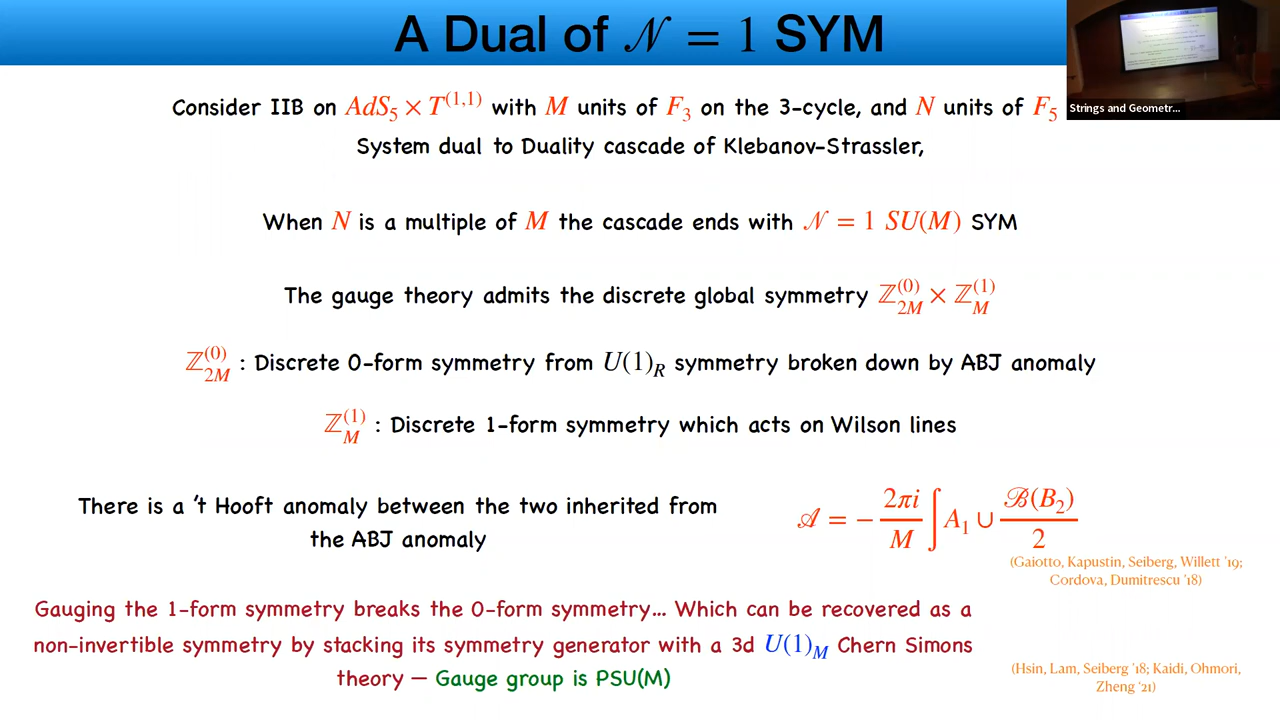 A Dual of 𝒩 = 1 SYM
Strings and Geometr...
Consider IIB on AdS₅ × T^(1,1) with M units of F₃ on the 3-cycle, and N units of F₅
System dual to Duality cascade of Klebanov-Strassler,
When N is a multiple of M the cascade ends with 𝒩 = 1 SU(M) SYM
The gauge theory admits the discrete global symmetry ℤ_{2M}^{(0)} × ℤ_M^{(1)}
ℤ_{2M}^{(0)} : Discrete 0-form symmetry from U(1)_R symmetry broken down by ABJ anomaly
ℤ_M^{(1)} : Discrete 1-form symmetry which acts on Wilson lines
There is a 't Hooft anomaly between the two inherited from
the ABJ anomaly
𝒜 = − \frac{2πi}{M} ∫ A₁ ∪ \frac{ℬ(B₂)}{2}
(Gaiotto, Kapustin, Seiberg, Willett '19;
Cordova, Dumitrescu '18)
Gauging the 1-form symmetry breaks the 0-form symmetry... Which can be recovered as a
non-invertible symmetry by stacking its symmetry generator with a 3d U(1)_M Chern Simons
theory – Gauge group is PSU(M)
(Hsin, Lam, Seiberg '18; Kaidi, Ohmori,
Zheng '21)